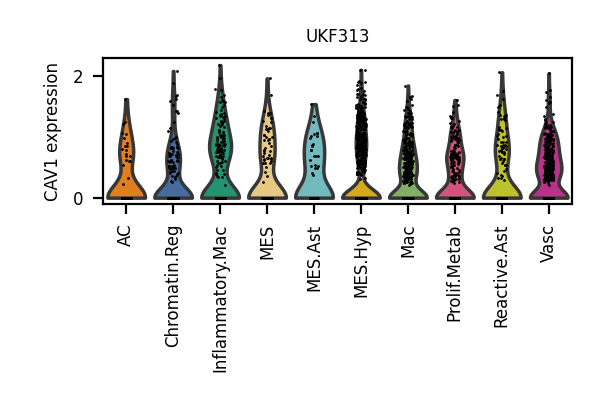 UKF313
CAV1 expression
2
0
AC
Chromatin.Reg
Inflammatory.Mac
MES
MES.Ast
MES.Hyp
Mac
Prolif.Metab
Reactive.Ast
Vasc